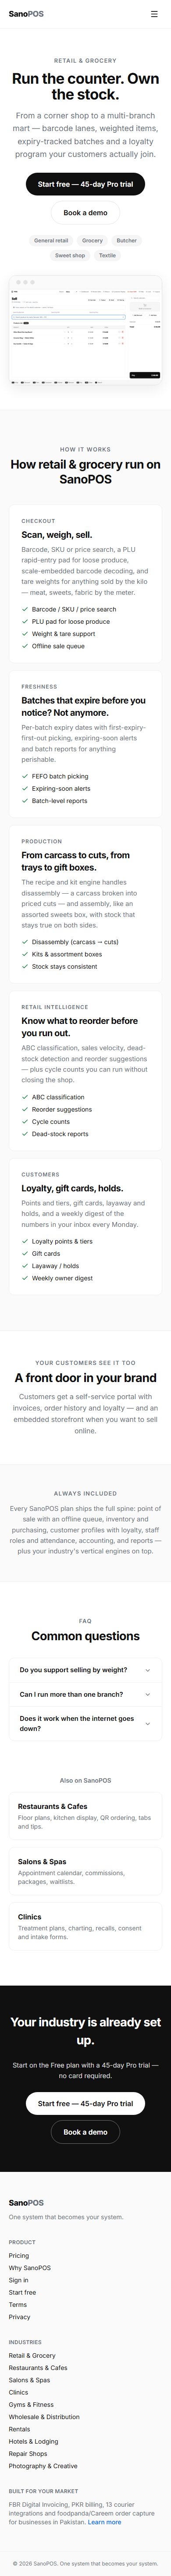 SanoPOS
RETAIL & GROCERY
Run the counter. Own
the stock.
From a corner shop to a multi-branch
mart — barcode lanes, weighted items,
expiry-tracked batches and a loyalty
program your customers actually join.
Start free — 45-day Pro trial
Book a demo
General retail
Grocery
Butcher
Sweet shop
Textile
HOW IT WORKS
How retail & grocery run on
SanoPOS
CHECKOUT
Scan, weigh, sell.
Barcode, SKU or price search, a PLU
rapid-entry pad for loose produce,
scale-embedded barcode decoding, and
tare weights for anything sold by the kilo
— meat, sweets, fabric by the meter.
Barcode / SKU / price search
PLU pad for loose produce
Weight & tare support
Offline sale queue
FRESHNESS
Batches that expire before you
notice? Not anymore.
Per-batch expiry dates with first-expiry-
first-out picking, expiring-soon alerts
and batch reports for anything
perishable.
FEFO batch picking
Expiring-soon alerts
Batch-level reports
PRODUCTION
From carcass to cuts, from
trays to gift boxes.
The recipe and kit engine handles
disassembly — a carcass broken into
priced cuts — and assembly, like an
assorted sweets box, with stock that
stays true on both sides.
Disassembly (carcass → cuts)
Kits & assortment boxes
Stock stays consistent
RETAIL INTELLIGENCE
Know what to reorder before
you run out.
ABC classification, sales velocity, dead-
stock detection and reorder suggestions
— plus cycle counts you can run without
closing the shop.
ABC classification
Reorder suggestions
Cycle counts
Dead-stock reports
CUSTOMERS
Loyalty, gift cards, holds.
Points and tiers, gift cards, layaway and
holds, and a weekly digest of the
numbers in your inbox every Monday.
Loyalty points & tiers
Gift cards
Layaway / holds
Weekly owner digest
YOUR CUSTOMERS SEE IT TOO
A front door in your brand
Customers get a self-service portal with
invoices, order history and loyalty — and an
embedded storefront when you want to sell
online.
ALWAYS INCLUDED
Every SanoPOS plan ships the full spine: point of
sale with an offline queue, inventory and
purchasing, customer profiles with loyalty, staff
roles and attendance, accounting, and reports —
plus your industry's vertical engines on top.
FAQ
Common questions
Do you support selling by weight?
Can I run more than one branch?
Does it work when the internet goes
down?
Also on SanoPOS
Restaurants & Cafes
Floor plans, kitchen display, QR ordering, tabs
and tips.
Salons & Spas
Appointment calendar, commissions,
packages, waitlists.
Clinics
Treatment plans, charting, recalls, consent
and intake forms.
Your industry is already set
up.
Start on the Free plan with a 45-day Pro trial —
no card required.
Start free — 45-day Pro trial
Book a demo
SanoPOS
One system that becomes your system.
PRODUCT
Pricing
Why SanoPOS
Sign in
Start free
Terms
Privacy
INDUSTRIES
Retail & Grocery
Restaurants & Cafes
Salons & Spas
Clinics
Gyms & Fitness
Wholesale & Distribution
Rentals
Hotels & Lodging
Repair Shops
Photography & Creative
BUILT FOR YOUR MARKET
FBR Digital Invoicing, PKR billing, 13 courier
integrations and foodpanda/Careem order capture
for businesses in Pakistan. Learn more
© 2026 SanoPOS. One system that becomes your system.